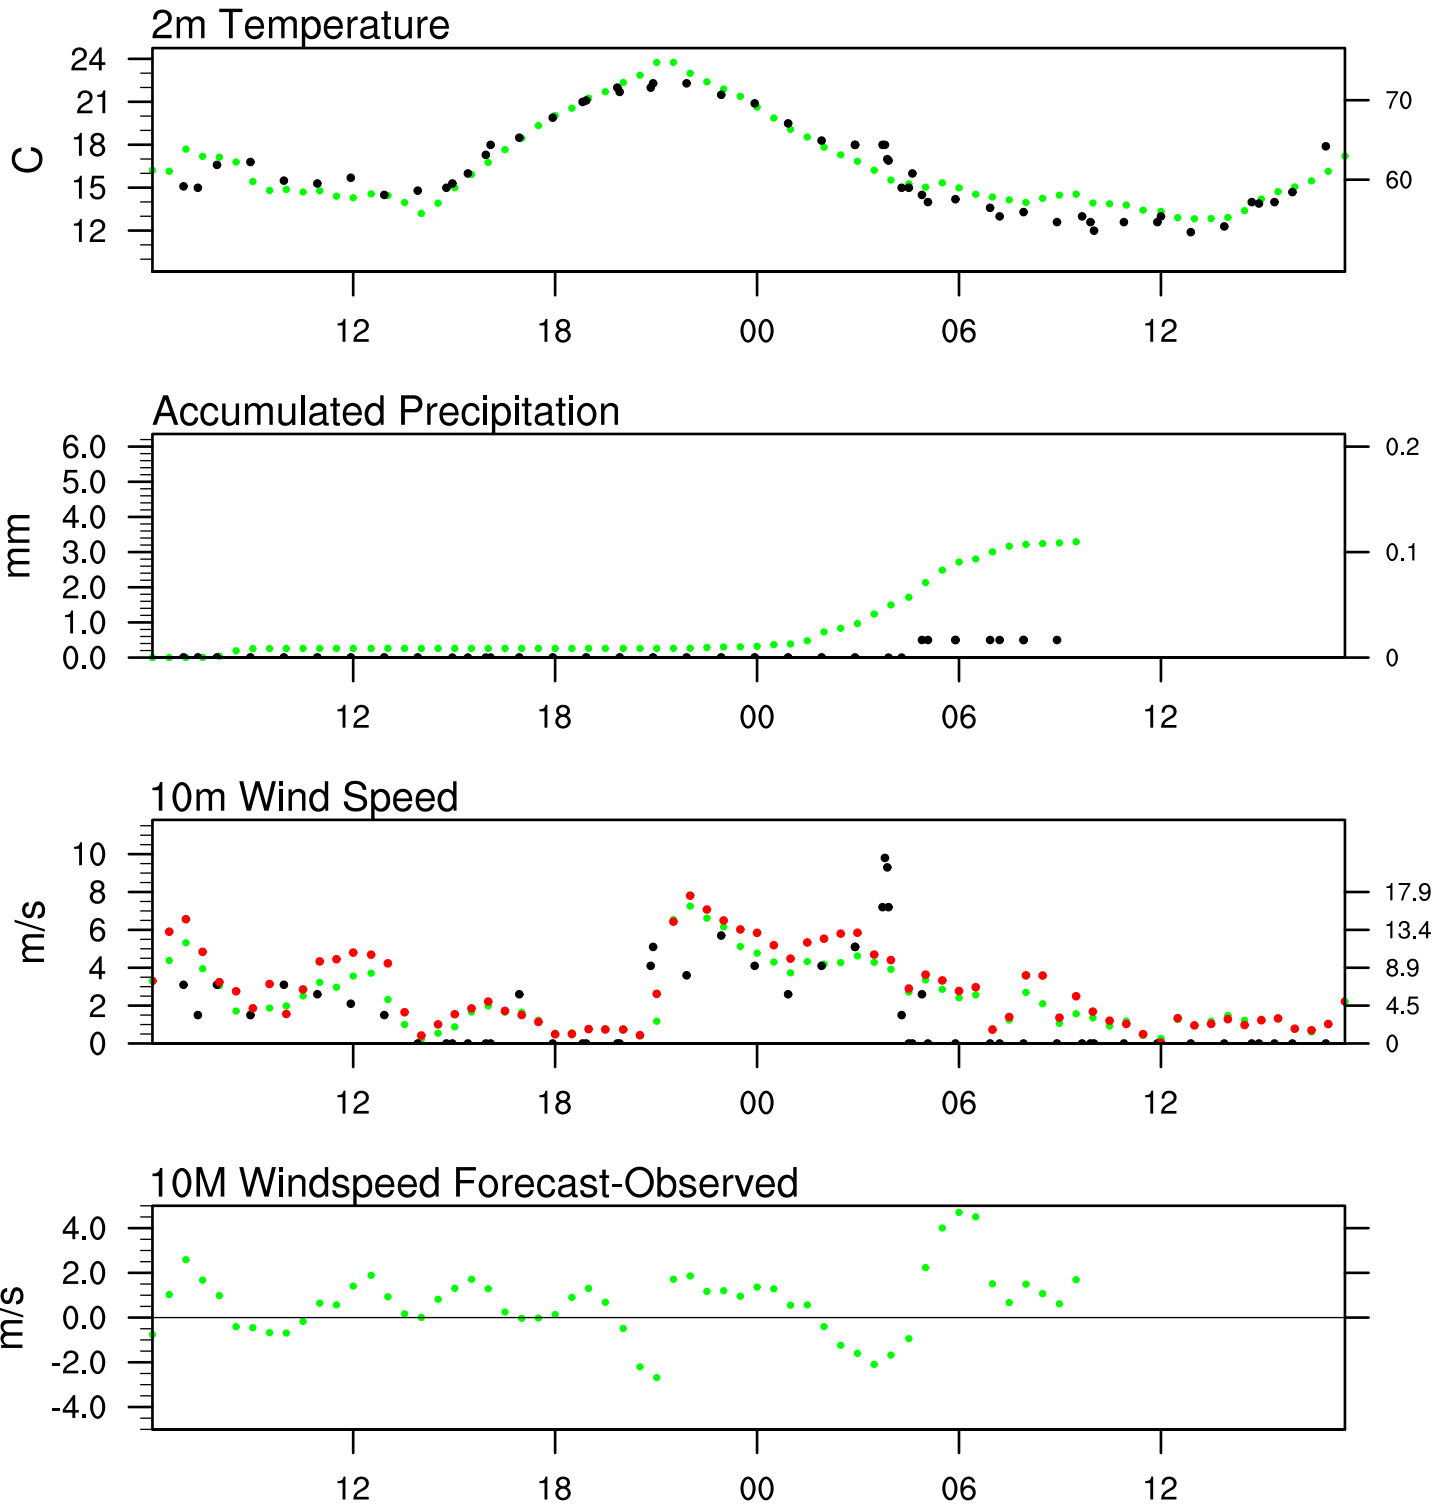 2m Temperature
24
21
18
15
12
C
70
60
12 18 00 06 12
Accumulated Precipitation
6.0
5.0
4.0
3.0
2.0
1.0
0.0
mm
0.2
0.1
0
12 18 00 06 12
10m Wind Speed
10
8
6
4
2
0
m/s
17.9
13.4
8.9
4.5
0
12 18 00 06 12
10M Windspeed Forecast-Observed
4.0
2.0
0.0
-2.0
-4.0
m/s
12 18 00 06 12